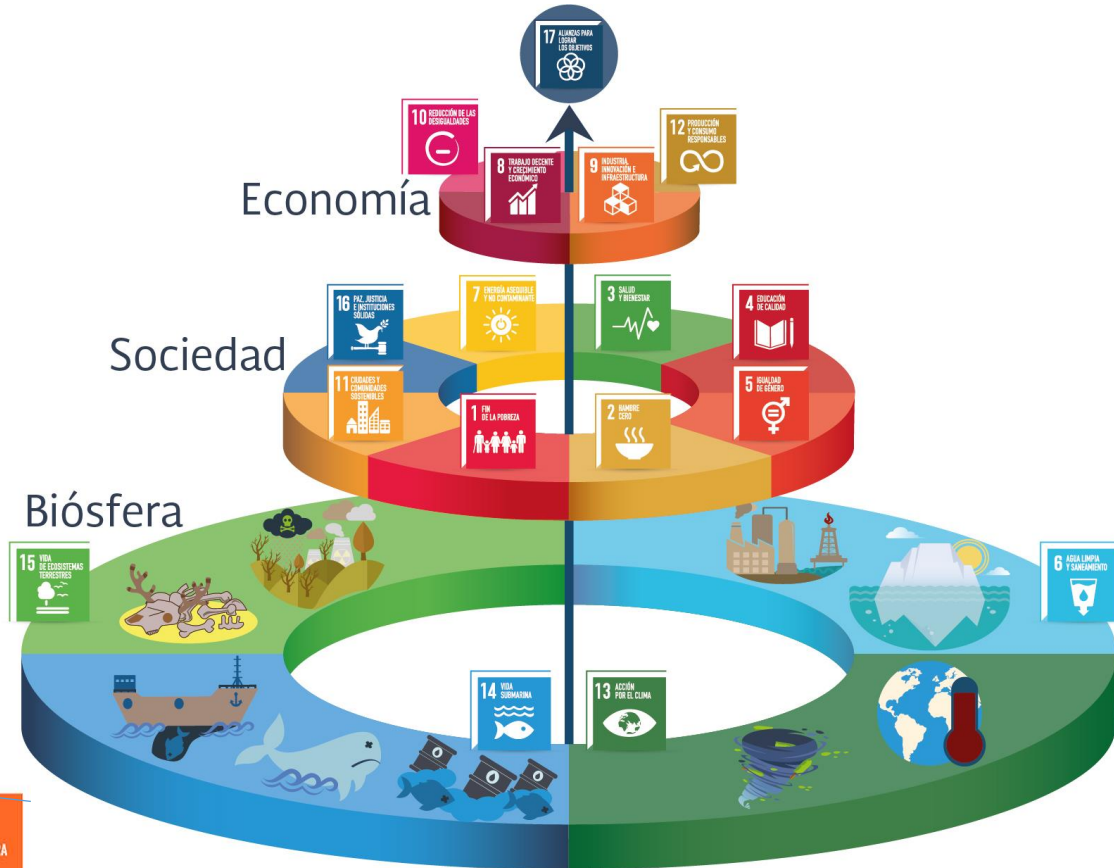 17 ALIANZAS PARA
LOGRAR
LOS OBJETIVOS
10 REDUCCIÓN DE LAS
DESIGUALDADES
12 PRODUCCIÓN
Y CONSUMO
RESPONSABLES
8 TRABAJO DECENTE
Y CRECIMIENTO
ECONÓMICO
9 INDUSTRIA,
INNOVACIÓN E
INFRAESTRUCTURA
Economía
16 PAZ, JUSTICIA
E INSTITUCIONES
SÓLIDAS
7 ENERGÍA ASEQUIBLE
Y NO CONTAMINANTE
3 SALUD
Y BIENESTAR
4 EDUCACIÓN
DE CALIDAD
Sociedad
11 CIUDADES Y
COMUNIDADES
SOSTENIBLES
1 FIN
DE LA POBREZA
2 HAMBRE
CERO
5 IGUALDAD
DE GÉNERO
Biósfera
15 VIDA
DE ECOSISTEMAS
TERRESTRES
6 AGUA LIMPIA
Y SANEAMIENTO
14 VIDA
SUBMARINA
13 ACCIÓN
POR EL CLIMA